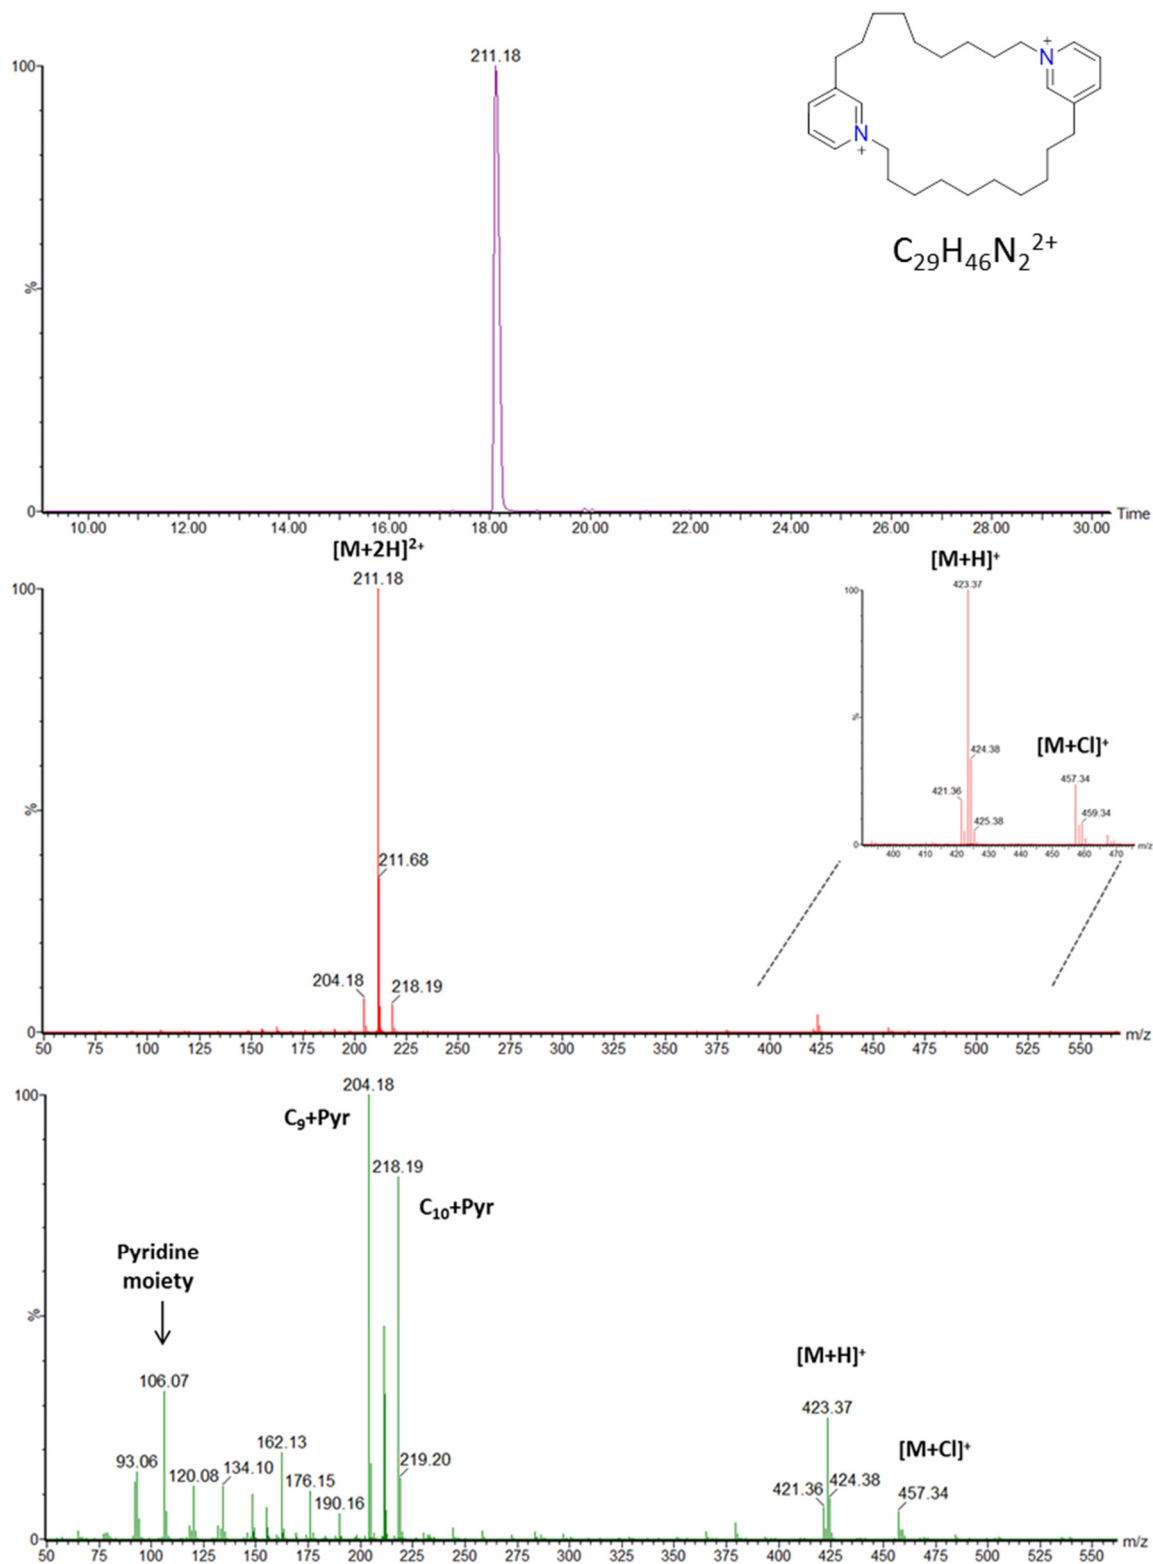 211.18
100
%
0
10.00 12.00 14.00 16.00 18.00 20.00 22.00 24.00 26.00 28.00 30.00
Time
+
N
N
+
C₂₉H₄₆N₂²⁺
[M+2H]²⁺
211.18
100
%
0
211.68
204.18
218.19
50 75 100 125 150 175 200 225 250 275 300 325 350 375 400 425 450 475 500 525 550
m/z
[M+H]⁺
423.37
100
%
0
[M+Cl]⁺
424.38
457.34
421.36
459.34
425.38
400 410 420 430 440 450 460 470
m/z
204.18
100
%
0
C₉+Pyr
218.19
C₁₀+Pyr
Pyridine
moiety
106.07
93.06
120.08
134.10
162.13
176.15
190.16
219.20
[M+H]⁺
423.37
[M+Cl]⁺
421.36
424.38
457.34
50 75 100 125 150 175 200 225 250 275 300 325 350 375 400 425 450 475 500 525 550
m/z